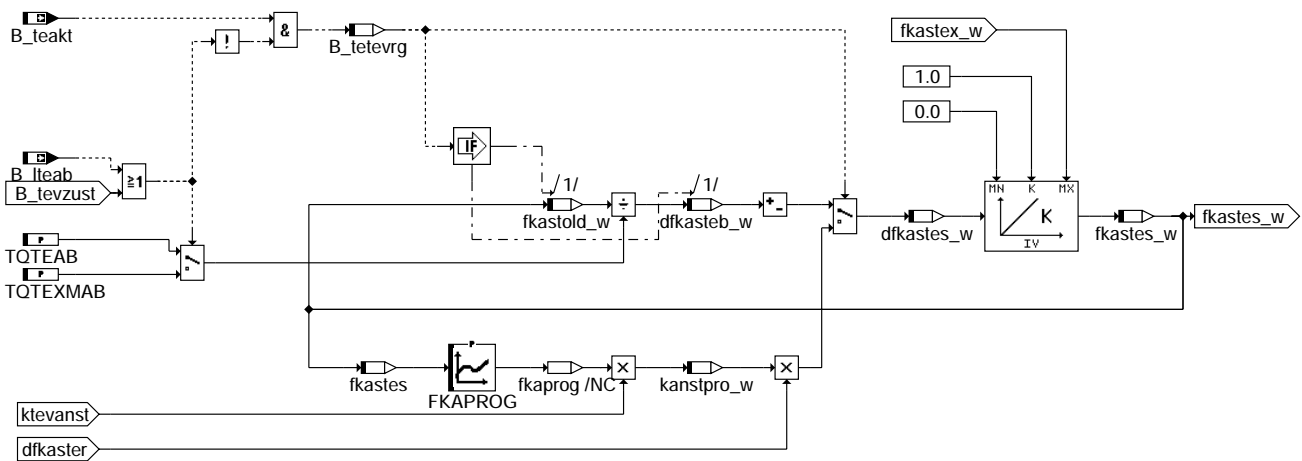 B_teakt
!
&
B_tetevrg
fkastex_w
1.0
0.0
IF
B_lteab
B_tevzust
≥1
/1/
/1/
MN K MX
K
IV
fkastold_w
÷
dfkasteb_w
+
-
dfkastes_w
fkastes_w
fkastes_w
P
TQTEAB
P
TQTEXMAB
P
fkastes
FKAPROG
fkaprog /NC
×
kanstpro_w
×
ktevanst
dfkaster